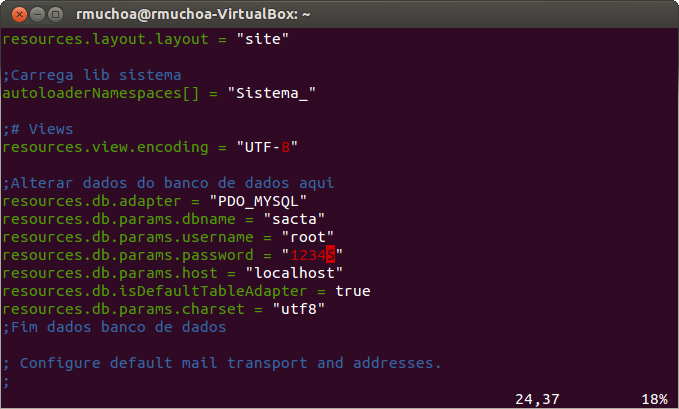 rmuchoa@rmuchoa-VirtualBox: ~
resources.layout.layout = "site"
;Carrega lib sistema
autoloaderNamespaces[] = "Sistema_"
;# Views
resources.view.encoding = "UTF-8"
;Alterar dados do banco de dados aqui
resources.db.adapter = "PDO_MYSQL"
resources.db.params.dbname = "sacta"
resources.db.params.username = "root"
resources.db.params.password = "12345"
resources.db.params.host = "localhost"
resources.db.isDefaultTableAdapter = true
resources.db.params.charset = "utf8"
;Fim dados banco de dados
; Configure default mail transport and addresses.
;
24,37 18%